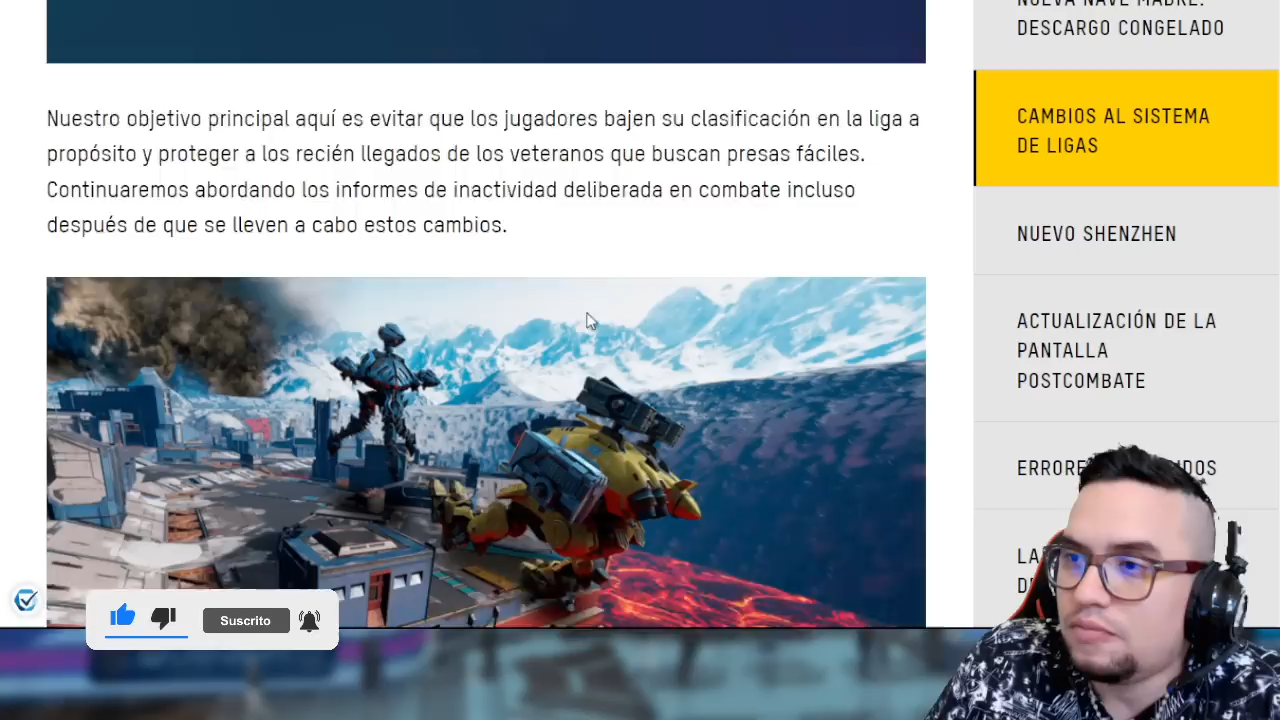 NUEVA NAVE MADRE:
DESCARGO CONGELADO
Nuestro objetivo principal aquí es evitar que los jugadores bajen su clasificación en la liga a
propósito y proteger a los recién llegados de los veteranos que buscan presas fáciles.
Continuaremos abordando los informes de inactividad deliberada en combate incluso
después de que se lleven a cabo estos cambios.
CAMBIOS AL SISTEMA
DE LIGAS
NUEVO SHENZHEN
ACTUALIZACIÓN DE LA
PANTALLA
POSTCOMBATE
Suscrito